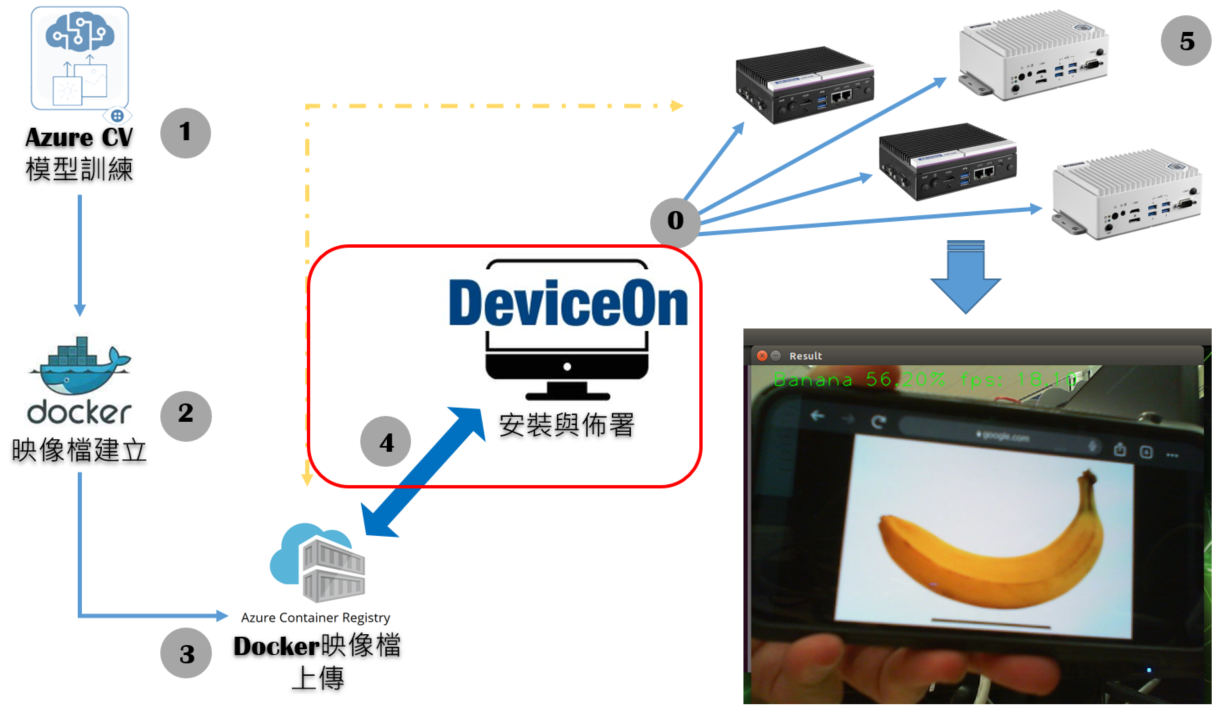 Azure CV
模型訓練
1
docker
映像檔建立
2
Azure Container Registry
Docker映像檔
上傳
3
4
DeviceOn
安裝與佈署
0
5
Result
Banana 56.20% fps: 18.1
google.com